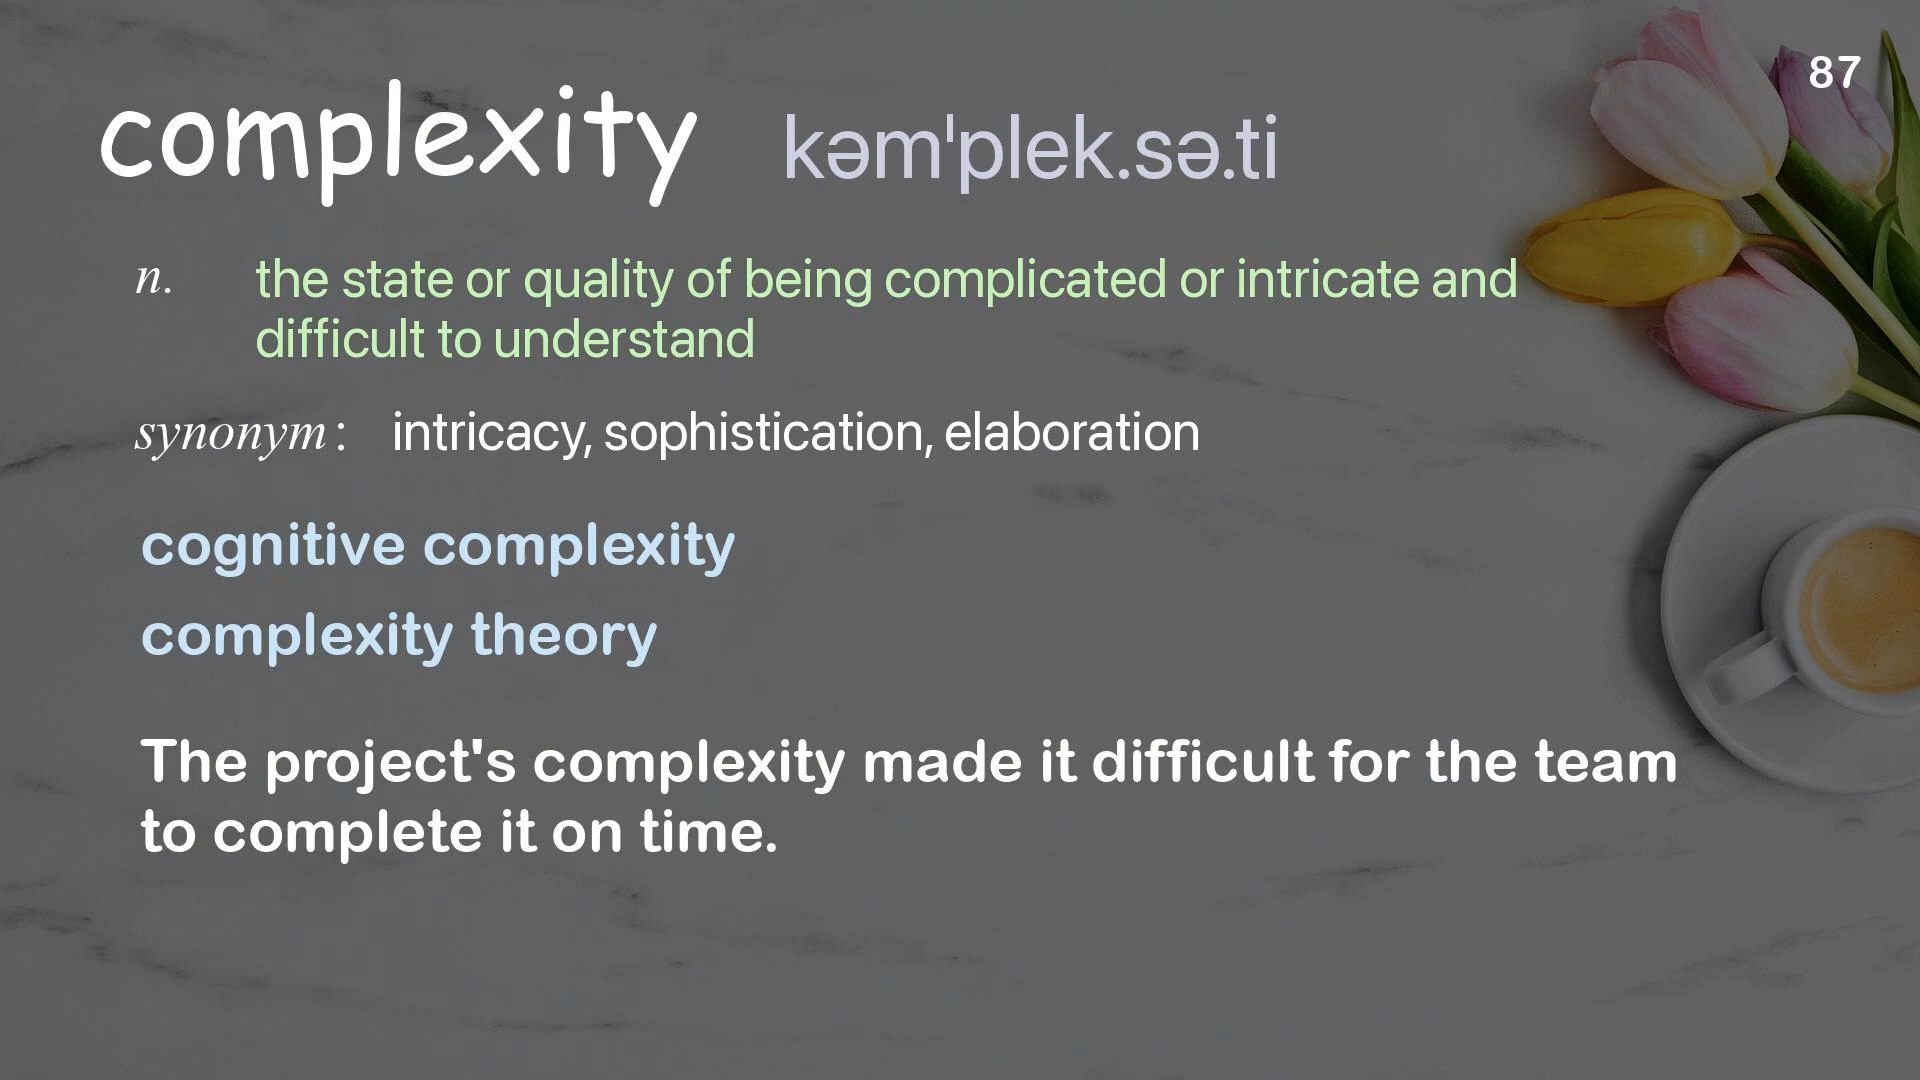 87
complexity kəm'plek.sə.ti
n. the state or quality of being complicated or intricate and
difficult to understand
synonym: intricacy, sophistication, elaboration
cognitive complexity
complexity theory
The project's complexity made it difficult for the team
to complete it on time.